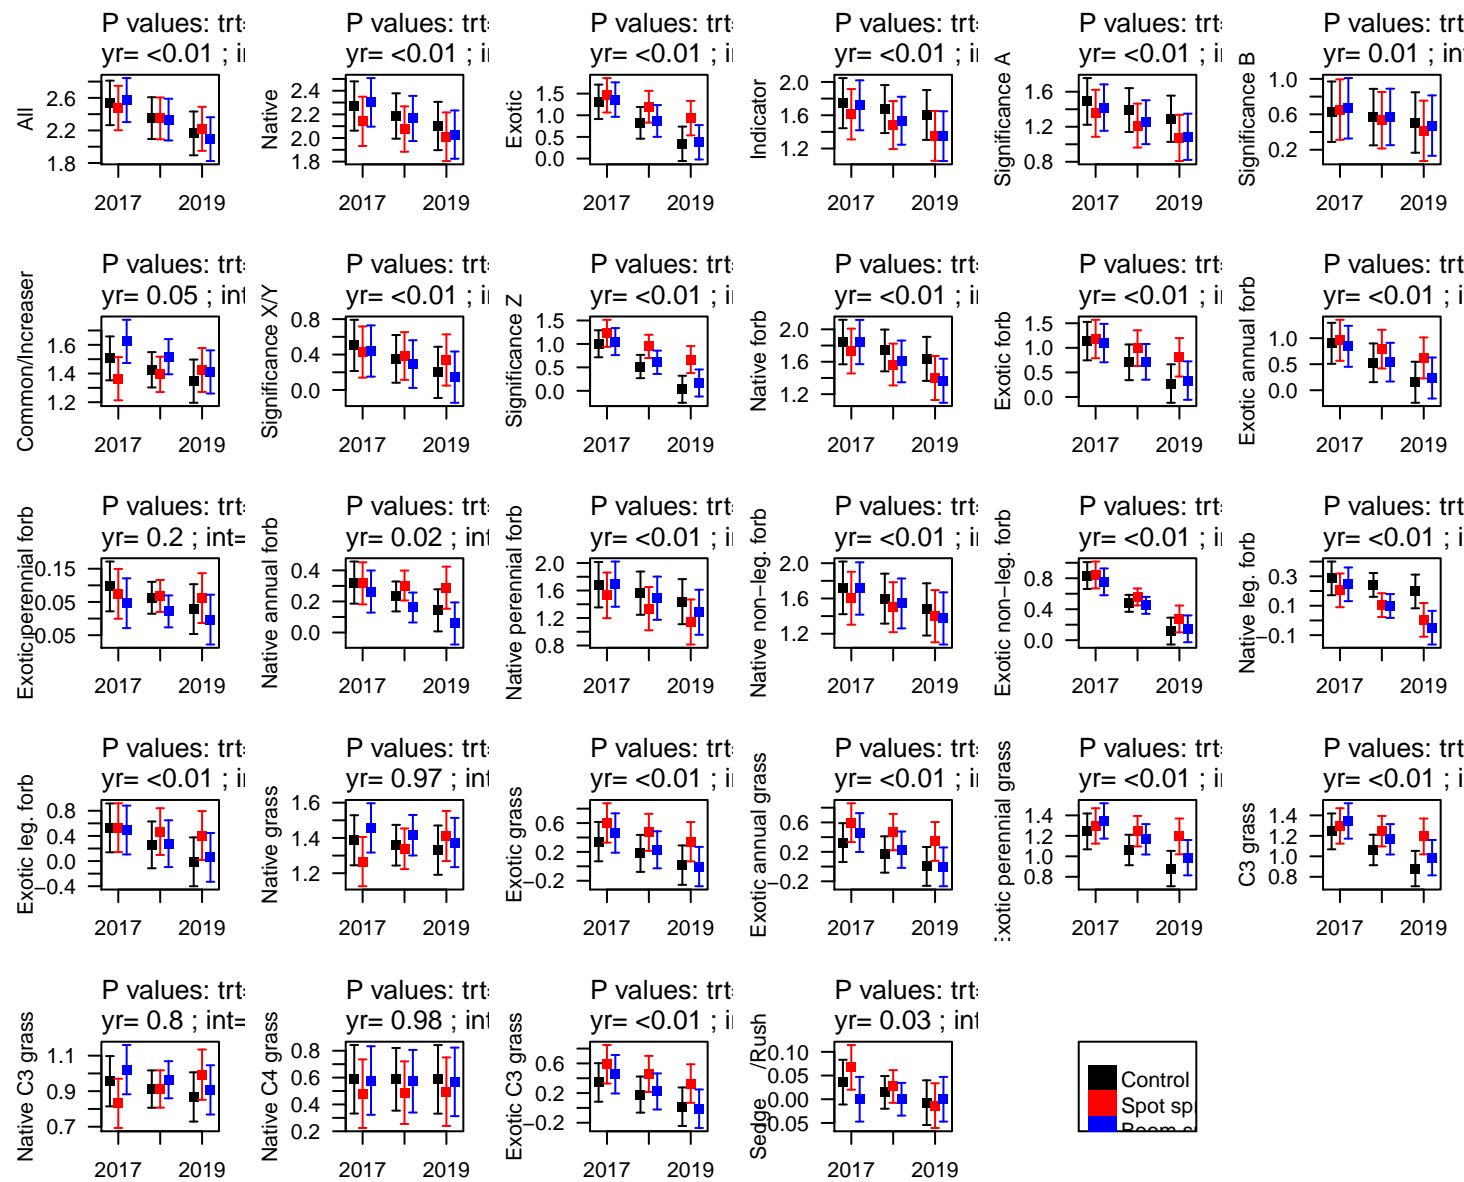 P values: trt=
yr= <0.01 ; i
All
2.6
2.2
1.8
2017 2019
P values: trt=
yr= <0.01 ; i
Native
2.4
2.2
2.0
1.8
2017 2019
P values: trt=
yr= <0.01 ; i
Exotic
1.5
1.0
0.5
0.0
2017 2019
P values: trt=
yr= <0.01 ; i
Indicator
2.0
1.6
1.2
2017 2019
P values: trt=
yr= <0.01 ; i
Significance A
1.6
1.2
0.8
2017 2019
P values: trt
yr= 0.01 ; int
Significance B
1.0
0.6
0.2
2017 2019
P values: trt=
yr= 0.05 ; int
Common/Increaser
1.6
1.4
1.2
2017 2019
P values: trt=
yr= <0.01 ; i
Significance X/Y
0.8
0.4
0.0
2017 2019
P values: trt=
yr= <0.01 ; i
Significance Z
1.5
1.0
0.5
0.0
2017 2019
P values: trt=
yr= <0.01 ; i
Native forb
2.0
1.6
1.2
2017 2019
P values: trt=
yr= <0.01 ; i
Exotic forb
1.5
1.0
0.5
0.0
2017 2019
P values: trt
yr= <0.01 ; i
Exotic annual forb
1.0
0.5
0.0
2017 2019
P values: trt=
yr= 0.2 ; int=
Exotic perennial forb
0.15
0.05
0.05
2017 2019
P values: trt=
yr= 0.02 ; int
Native annual forb
0.4
0.2
0.0
2017 2019
P values: trt=
yr= <0.01 ; i
Native perennial forb
2.0
1.6
1.2
0.8
2017 2019
P values: trt=
yr= <0.01 ; i
Native non−leg. forb
2.0
1.6
1.2
2017 2019
P values: trt=
yr= <0.01 ; i
Exotic non−leg. forb
0.8
0.4
0.0
2017 2019
P values: trt
yr= <0.01 ; i
Native leg. forb
0.3
0.1
−0.1
2017 2019
P values: trt=
yr= <0.01 ; i
Exotic leg. forb
0.8
0.4
0.0
−0.4
2017 2019
P values: trt=
yr= 0.97 ; int
Native grass
1.6
1.4
1.2
2017 2019
P values: trt=
yr= <0.01 ; i
Exotic grass
0.6
0.2
−0.2
2017 2019
P values: trt=
yr= <0.01 ; i
Exotic annual grass
0.6
0.2
−0.2
2017 2019
P values: trt=
yr= <0.01 ; i
Exotic perennial grass
1.4
1.2
1.0
0.8
2017 2019
P values: trt
yr= <0.01 ; i
C3 grass
1.4
1.2
1.0
0.8
2017 2019
P values: trt=
yr= 0.8 ; int=
Native C3 grass
1.1
0.9
0.7
2017 2019
P values: trt=
yr= 0.98 ; int
Native C4 grass
0.8
0.6
0.4
0.2
2017 2019
P values: trt=
yr= <0.01 ; i
Exotic C3 grass
0.6
0.2
−0.2
2017 2019
P values: trt=
yr= 0.03 ; int
Sedge /Rush
0.10
0.05
0.00
0.05
2017 2019
Control
Spot sp